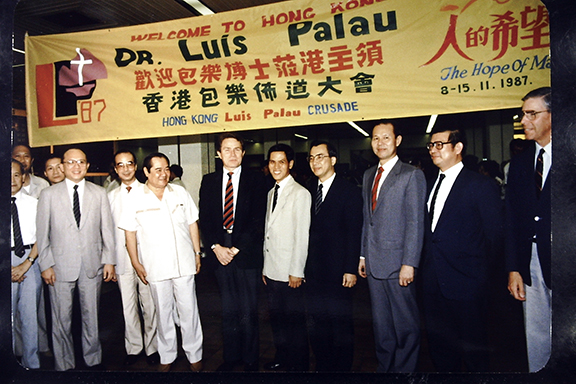 WELCOME TO HONG KONG
DR. Luis Palau
歡迎包樂博士蒞港主領
香港包樂佈道大會
HONG KONG Luis Palau CRUSADE
L
87
人的希望
The Hope Of Ma
8-15.11.1987.